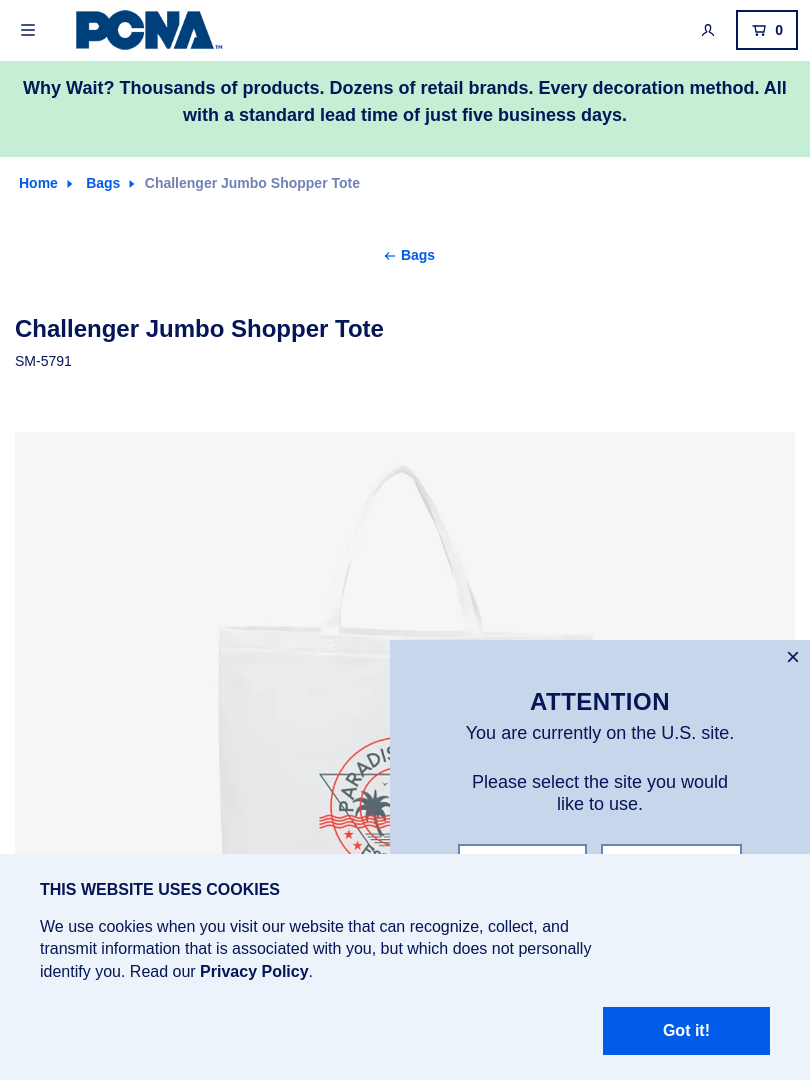 PCNA™
0
Why Wait? Thousands of products. Dozens of retail brands. Every decoration method. All
with a standard lead time of just five business days.
Home
Bags
Challenger Jumbo Shopper Tote
Bags
Challenger Jumbo Shopper Tote
SM-5791
ATTENTION
You are currently on the U.S. site.
Please select the site you would
like to use.
THIS WEBSITE USES COOKIES
We use cookies when you visit our website that can recognize, collect, and
transmit information that is associated with you, but which does not personally
identify you. Read our Privacy Policy.
Got it!